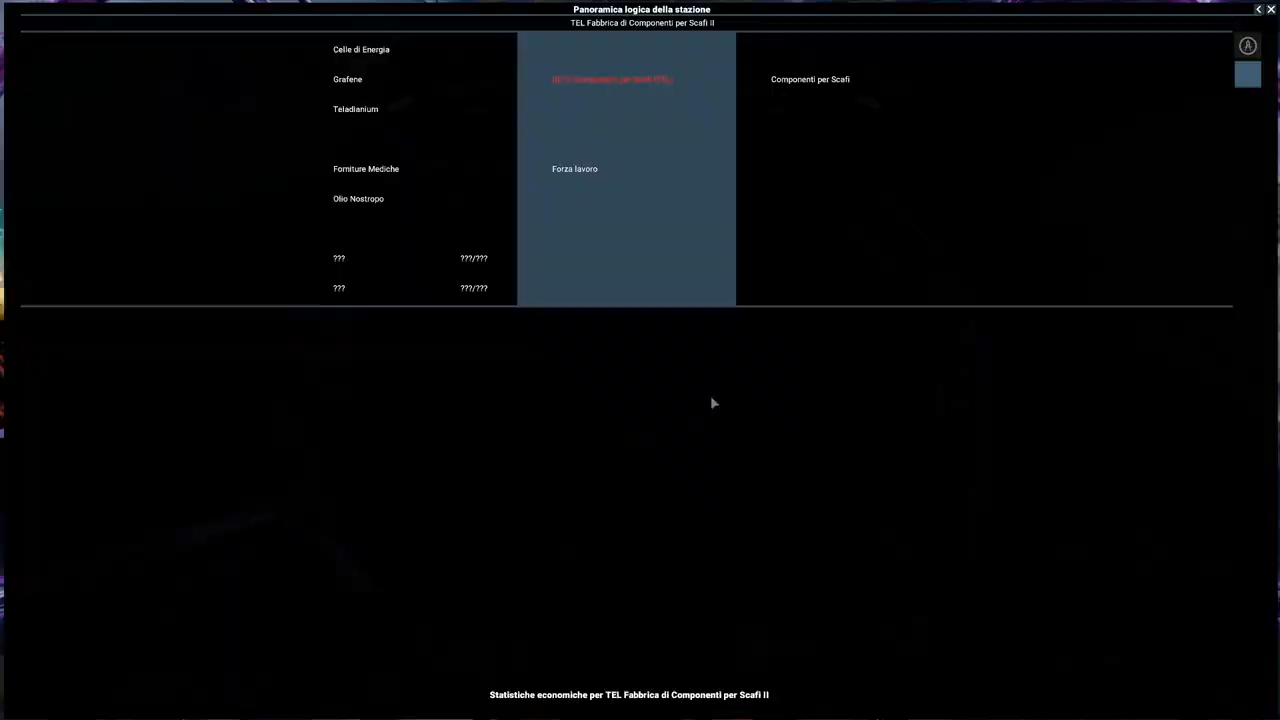 Panoramica logica della stazione
TEL Fabbrica di Componenti per Scafi II
Celle di Energia
Grafene
Componenti per Scafi
Teladianium
Forniture Mediche
Forza lavoro
Olio Nostropo
??? ???/???
??? ???/???
Statistiche economiche per TEL Fabbrica di Componenti per Scafi II